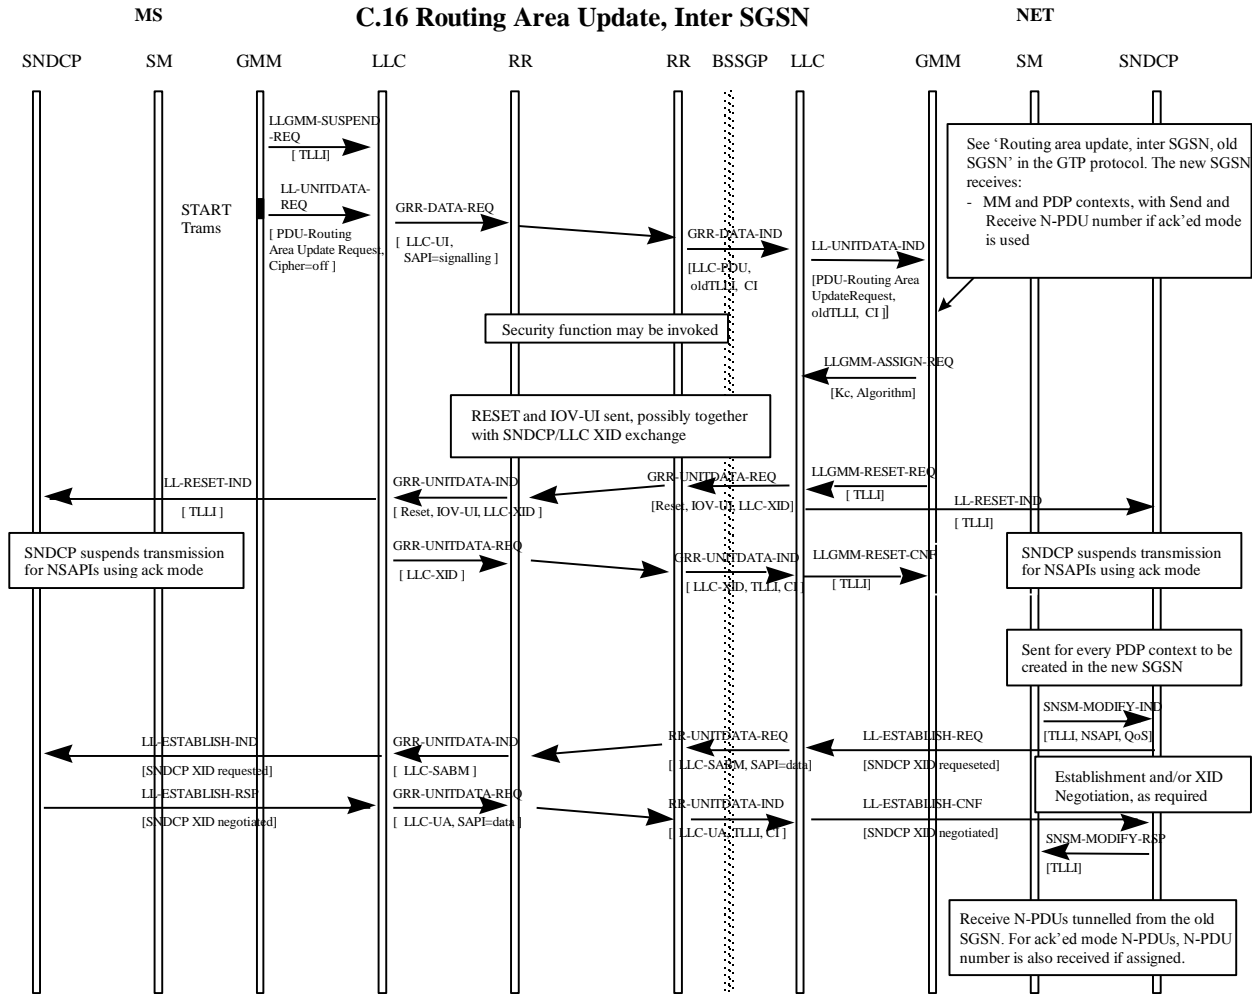 MS
C.16 Routing Area Update, Inter SGSN
NET
SNDCP SM GMM LLC RR RR BSSGP LLC GMM SM SNDCP
LLGMM-SUSPEND
-REQ
[ TLLI]
See ‘Routing area update, inter SGSN, old
SGSN’ in the GTP protocol. The new SGSN
receives:
- MM and PDP contexts, with Send and
Receive N-PDU number if ack’ed mode
is used
START
Trams
LL-UNITDATA-
REQ
[ PDU-Routing
Area Update Request,
Cipher=off ]
GRR-DATA-REQ
[ LLC-UI,
SAPI=signalling ]
GRR-DATA-IND
[LLC-PDU,
oldTLLI, CI
LL-UNITDATA-IND
[PDU-Routing Area
UpdateRequest,
oldTLLI, CI ]]
Security function may be invoked
LLGMM-ASSIGN-REQ
[Kc, Algorithm]
RESET and IOV-UI sent, possibly together
with SNDCP/LLC XID exchange
LL-RESET-IND
[ TLLI ]
GRR-UNITDATA-IND
[ Reset, IOV-UI, LLC-XID ]
GRR-UNITDATA-REQ
[Reset, IOV-UI, LLC-XID]
LLGMM-RESET-REQ
[ TLLI]
LL-RESET-IND
[TLLI]
SNDCP suspends transmission
for NSAPIs using ack mode
GRR-UNITDATA-REQ
[ LLC-XID ]
GRR-UNITDATA-IND
[ LLC-XID, TLLI, CI ]
LLGMM-RESET-CNF
[ TLLI]
SNDCP suspends transmission
for NSAPIs using ack mode
Sent for every PDP context to be
created in the new SGSN
SNSM-MODIFY-IND
[TLLI, NSAPI, QoS]
LL-ESTABLISH-IND
[SNDCP XID requested]
GRR-UNITDATA-IND
[ LLC-SABM ]
RR-UNITDATA-REQ
[ LLC-SABM, SAPI=data]
LL-ESTABLISH-REQ
[SNDCP XID requeseted]
Establishment and/or XID
Negotiation, as required
LL-ESTABLISH-RSP
[SNDCP XID negotiated]
GRR-UNITDATA-REQ
[ LLC-UA, SAPI=data ]
RR-UNITDATA-IND
[ LLC-UA, TLLI, CI ]
LL-ESTABLISH-CNF
[SNDCP XID negotiated]
SNSM-MODIFY-RSP
[TLLI]
Receive N-PDUs tunnelled from the old
SGSN. For ack’ed mode N-PDUs, N-PDU
number is also received if assigned.